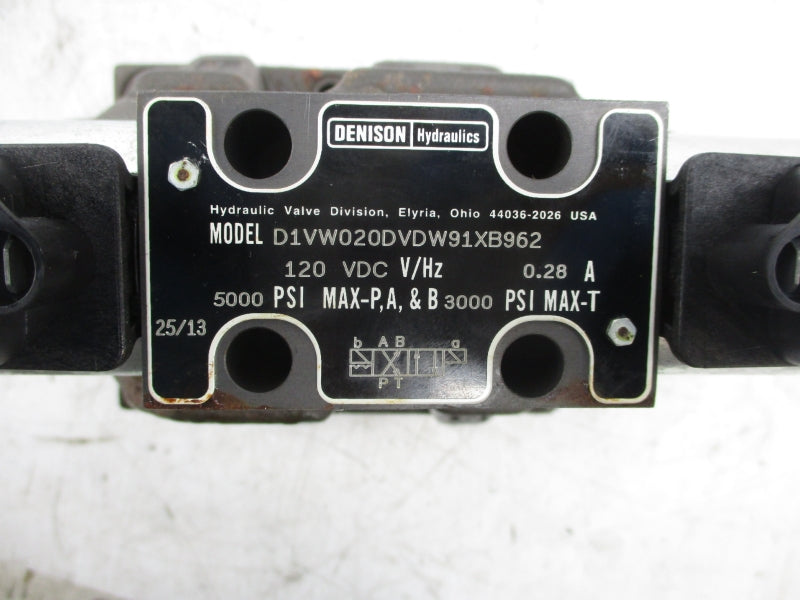 DENISON Hydraulics
Hydraulic Valve Division, Elyria, Ohio 44036-2026 USA
MODEL D1VW020DVDW91XB962
120 VDC V/Hz 0.28 A
5000 PSI MAX-P,A, & B 3000 PSI MAX-T
25/13
b A B a
P T